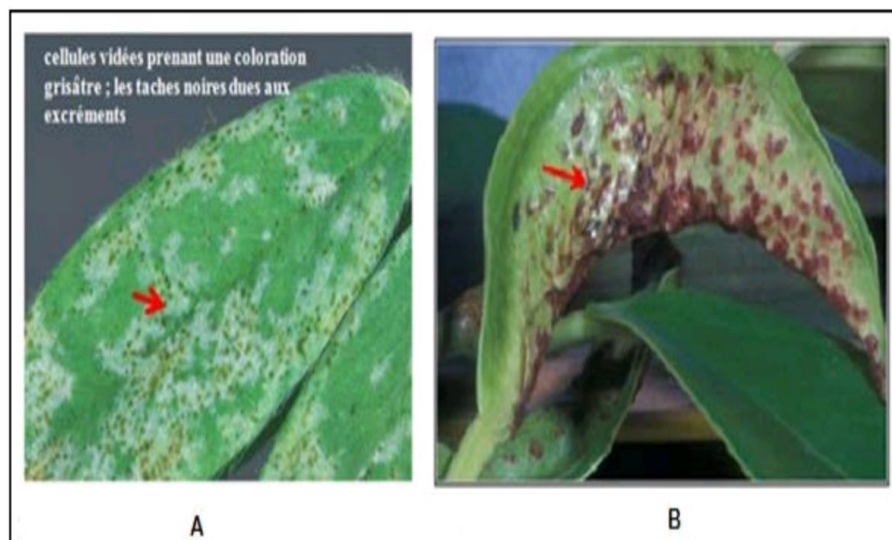 cellules vidées prenant une coloration
grisâtre ; les taches noires dues aux
excréments
A
B